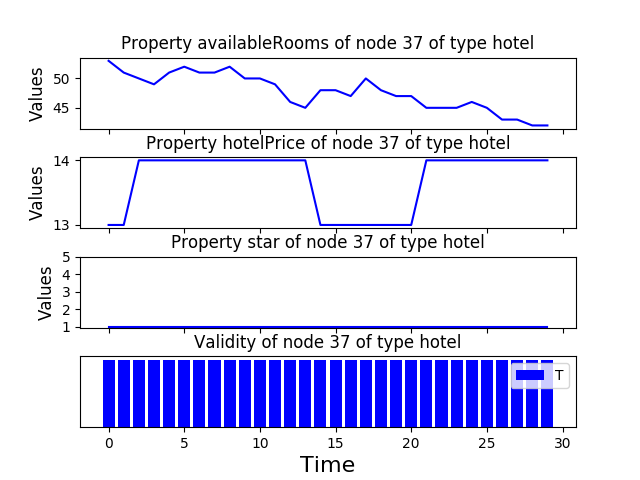 Property availableRooms of node 37 of type hotel
Values
50
45
Property hotelPrice of node 37 of type hotel
Values
14
13
Property star of node 37 of type hotel
Values
5
4
3
2
1
Validity of node 37 of type hotel
T
0 5 10 15 20 25 30
Time